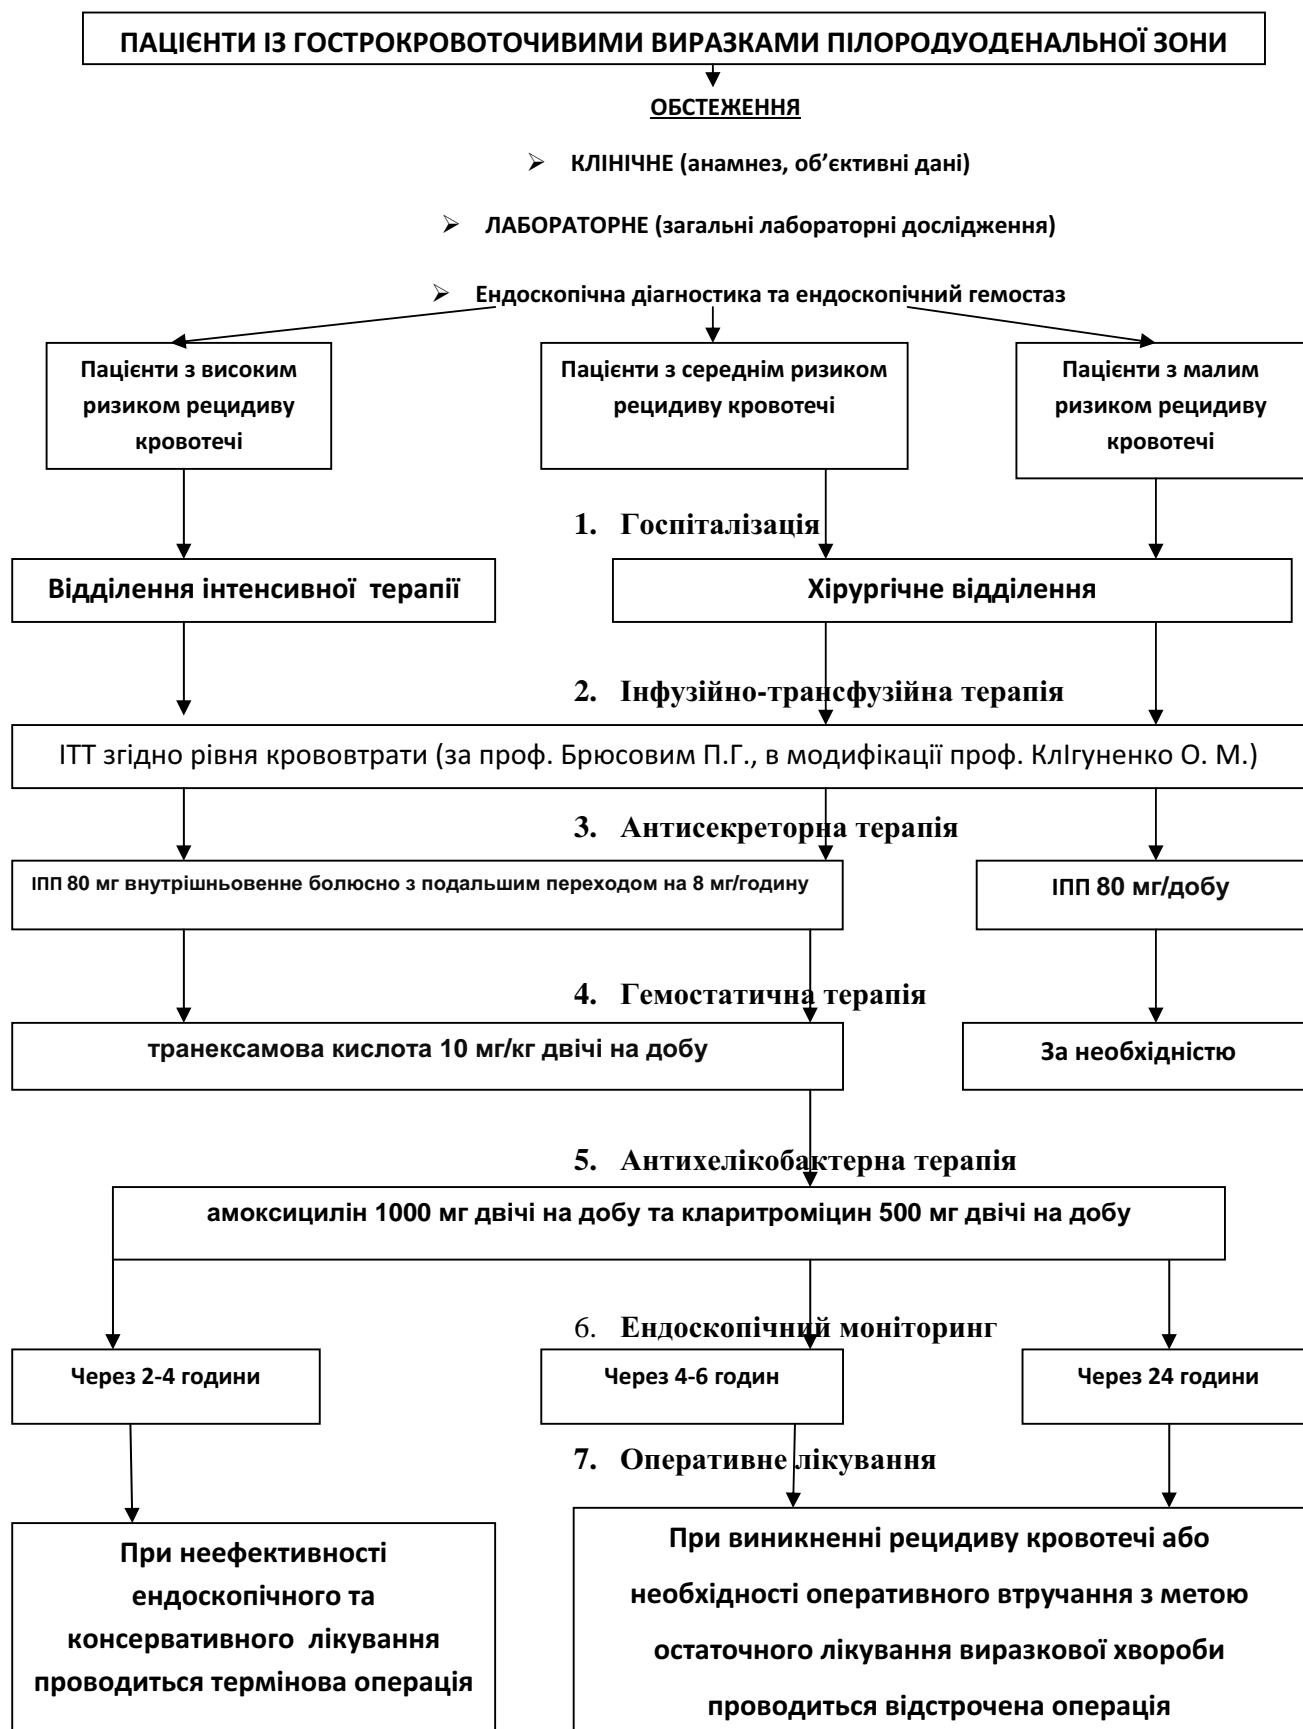 ПАЦІЄНТИ ІЗ ГОСТРОКРОВОТОЧИВИМИ ВИРАЗКАМИ ПІЛОРОДУОДЕНАЛЬНОЇ ЗОНИ
ОБСТЕЖЕННЯ
➢ КЛІНІЧНЕ (анамнез, об’єктивні дані)
➢ ЛАБОРАТОРНЕ (загальні лабораторні дослідження)
➢ Ендоскопічна діагностика та ендоскопічний гемостаз
Пацієнти з високим
ризиком рецидиву
кровотечі
Пацієнти з середнім ризиком
рецидиву кровотечі
Пацієнти з малим
ризиком рецидиву
кровотечі
1. Госпіталізація
Відділення інтенсивної терапії
Хірургічне відділення
2. Інфузійно-трансфузійна терапія
ІТТ згідно рівня крововтрати (за проф. Брюсовим П.Г., в модифікації проф. КлІгуненко О. М.)
3. Антисекреторна терапія
ІПП 80 мг внутрішньовенне болюсно з подальшим переходом на 8 мг/годину
ІПП 80 мг/добу
4. Гемостатична терапія
транексамова кислота 10 мг/кг двічі на добу
За необхідністю
5. Антихелікобактерна терапія
амоксицилін 1000 мг двічі на добу та кларитроміцин 500 мг двічі на добу
6. Ендоскопічний моніторинг
Через 2-4 години
Через 4-6 годин
Через 24 години
7. Оперативне лікування
При неефективності
ендоскопічного та
консервативного лікування
проводиться термінова операція
При виникненні рецидиву кровотечі або
необхідності оперативного втручання з метою
остаточного лікування виразкової хвороби
проводиться відстрочена операція